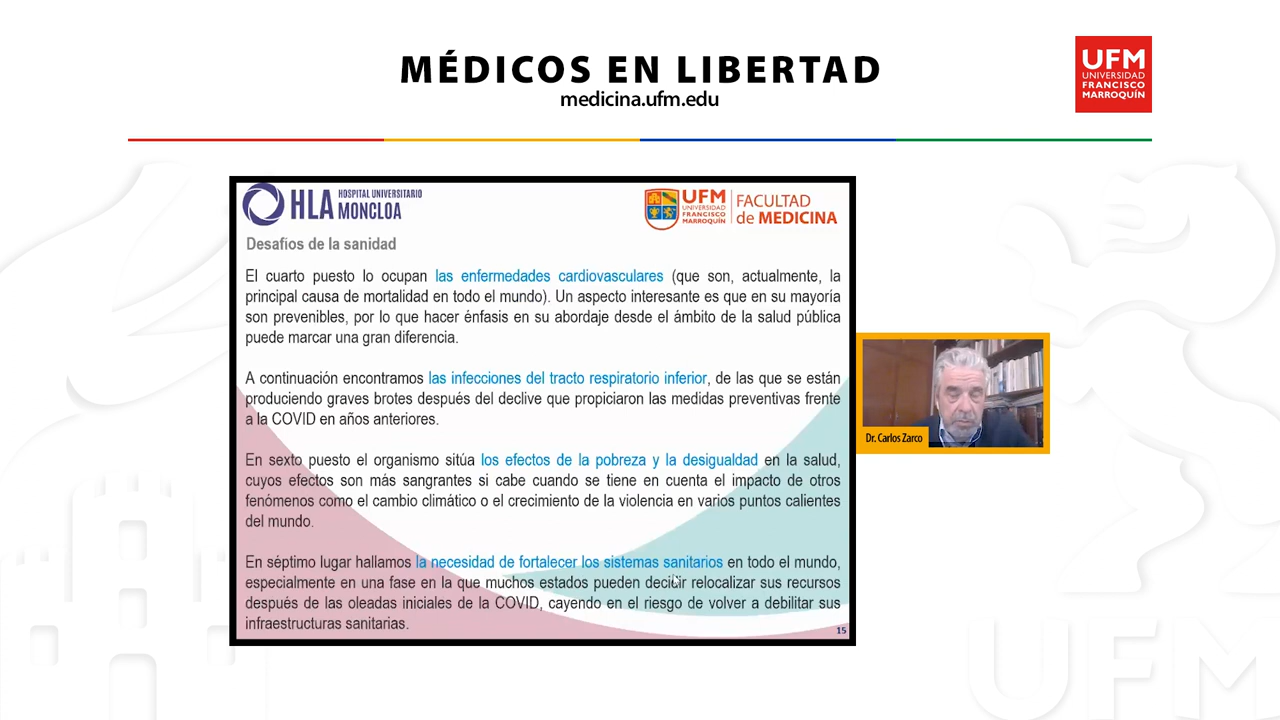 MÉDICOS EN LIBERTAD
medicina.ufm.edu
UFM
UNIVERSIDAD
FRANCISCO
MARROQUÍN
HLA HOSPITAL UNIVERSITARIO
MONCLOA
UFM
UNIVERSIDAD
FRANCISCO
MARROQUÍN
FACULTAD
de MEDICINA
Desafíos de la sanidad
El cuarto puesto lo ocupan las enfermedades cardiovasculares (que son, actualmente, la
principal causa de mortalidad en todo el mundo). Un aspecto interesante es que en su mayoría
son prevenibles, por lo que hacer énfasis en su abordaje desde el ámbito de la salud pública
puede marcar una gran diferencia.
A continuación encontramos las infecciones del tracto respiratorio inferior, de las que se están
produciendo graves brotes después del declive que propiciaron las medidas preventivas frente
a la COVID en años anteriores.
En sexto puesto el organismo sitúa los efectos de la pobreza y la desigualdad en la salud,
cuyos efectos son más sangrantes si cabe cuando se tiene en cuenta el impacto de otros
fenómenos como el cambio climático o el crecimiento de la violencia en varios puntos calientes
del mundo.
En séptimo lugar hallamos la necesidad de fortalecer los sistemas sanitarios en todo el mundo,
especialmente en una fase en la que muchos estados pueden decidir relocalizar sus recursos
después de las oleadas iniciales de la COVID, cayendo en el riesgo de volver a debilitar sus
infraestructuras sanitarias.
15
Dr. Carlos Zarco
UFM